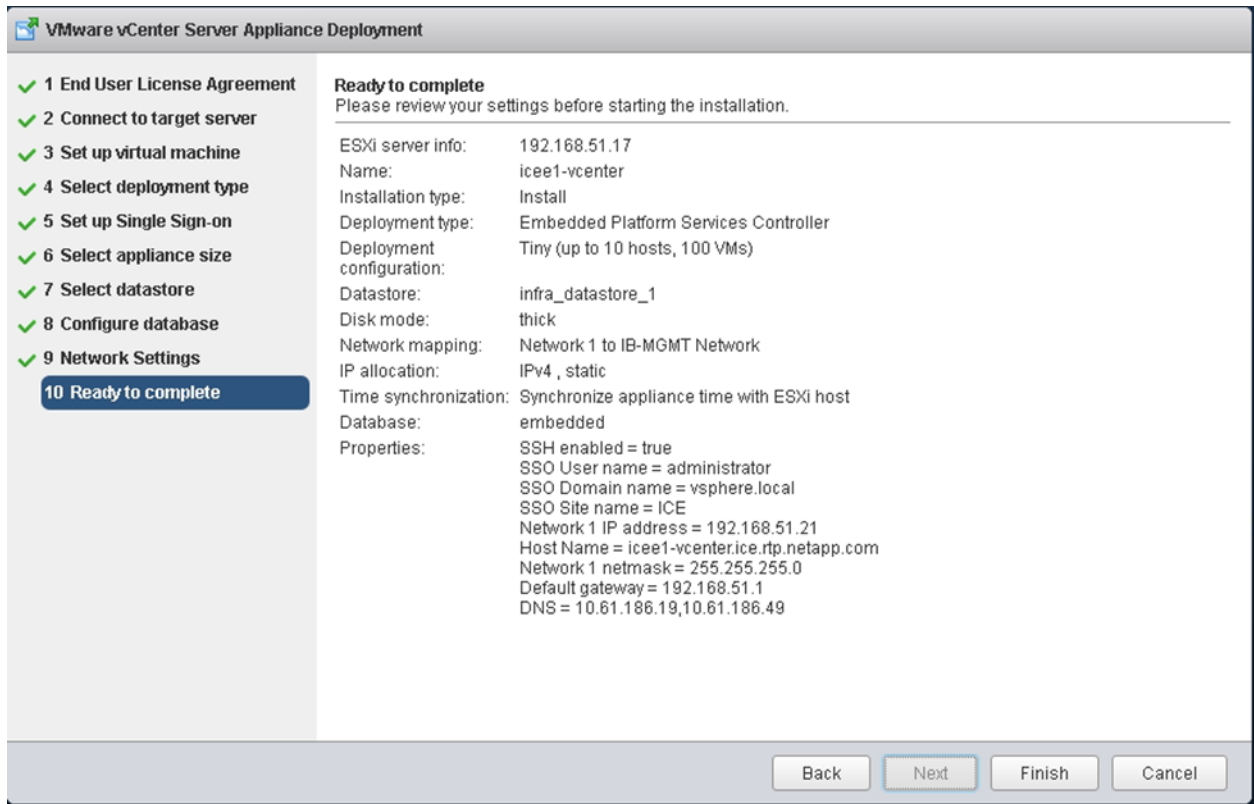 VMware vCenter Server Appliance Deployment
1 End User License Agreement
2 Connect to target server
3 Set up virtual machine
4 Select deployment type
5 Set up Single Sign-on
6 Select appliance size
7 Select datastore
8 Configure database
9 Network Settings
10 Ready to complete
Ready to complete
Please review your settings before starting the installation.
ESXi server info: 192.168.51.17
Name: icee1-vcenter
Installation type: Install
Deployment type: Embedded Platform Services Controller
Deployment configuration: Tiny (up to 10 hosts, 100 VMs)
Datastore: infra_datastore_1
Disk mode: thick
Network mapping: Network 1 to IB-MGMT Network
IP allocation: IPv4 , static
Time synchronization: Synchronize appliance time with ESXi host
Database: embedded
Properties: SSH enabled = true
SSO User name = administrator
SSO Domain name = vsphere.local
SSO Site name = ICE
Network 1 IP address = 192.168.51.21
Host Name = icee1-vcenter.ice.rtp.netapp.com
Network 1 netmask = 255.255.255.0
Default gateway = 192.168.51.1
DNS = 10.61.186.19,10.61.186.49
Back Next Finish Cancel